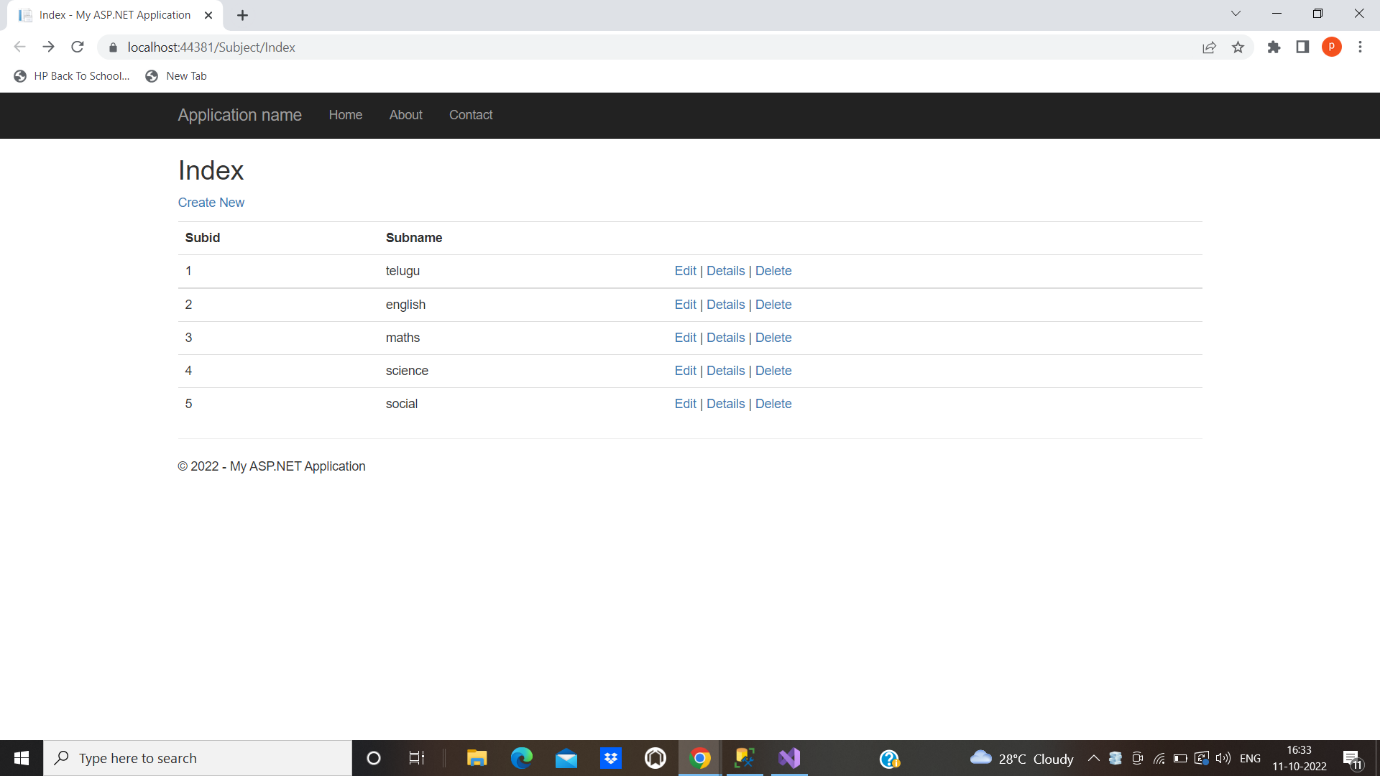 Index - My ASP.NET Application
localhost:44381/Subject/Index
P
HP Back To School... New Tab
Application name Home About Contact
Index
Create New
Subid Subname
1 telugu Edit | Details | Delete
2 english Edit | Details | Delete
3 maths Edit | Details | Delete
4 science Edit | Details | Delete
5 social Edit | Details | Delete
© 2022 - My ASP.NET Application
Type here to search
28°C Cloudy
ENG
16:33
11-10-2022
11